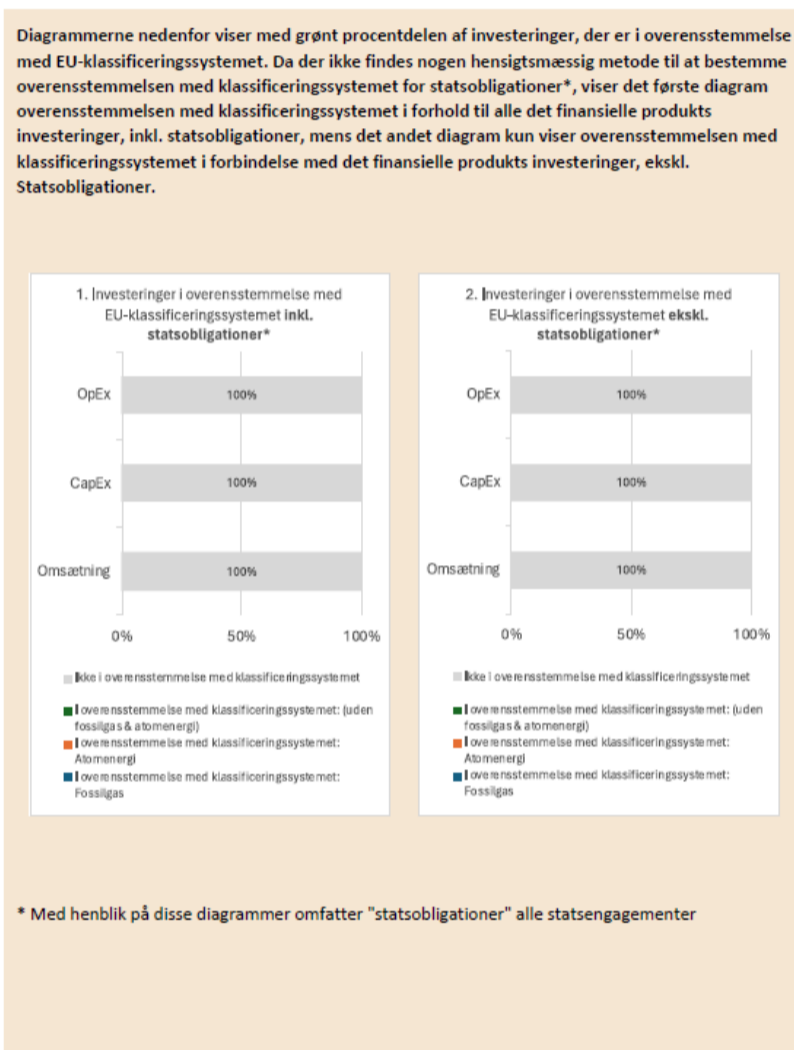 Diagrammerne nedenfor viser med grønt procentdelen af investeringer, der er i overensstemmelse
med EU-klassificeringssystemet. Da der ikke findes nogen hensigtsmæssig metode til at bestemme
overensstemmelsen med klassificeringssystemet for statsobligationer*, viser det første diagram
overensstemmelsen med klassificeringssystemet i forhold til alle det finansielle produkts
investeringer, inkl. statsobligationer, mens det andet diagram kun viser overensstemmelsen med
klassificeringssystemet i forbindelse med det finansielle produkts investeringer, ekskl.
Statsobligationer.
1. Investeringer i overensstemmelse med
EU-klassificeringssystemet inkl.
statsobligationer*
OpEx
100%
CapEx
100%
Omsætning
100%
0%
50%
100%
Ikke i overensstemmelse med klassificeringssystemet
I overensstemmelse med klassificeringssystemet: (uden
fossilgas & atomenergi)
I overensstemmelse med klassificeringssystemet:
Atomenergi
I overensstemmelse med klassificeringssystemet:
Fossilgas
2. Investeringer i overensstemmelse med
EU-klassificeringssystemet ekskl.
statsobligationer*
OpEx
100%
CapEx
100%
Omsætning
100%
0%
50%
100%
Ikke i overensstemmelse med klassificeringssystemet
I overensstemmelse med klassificeringssystemet: (uden
fossilgas & atomenergi)
I overensstemmelse med klassificeringssystemet:
Atomenergi
I overensstemmelse med klassificeringssystemet:
Fossilgas
* Med henblik på disse diagrammer omfatter "statsobligationer" alle statsengagementer